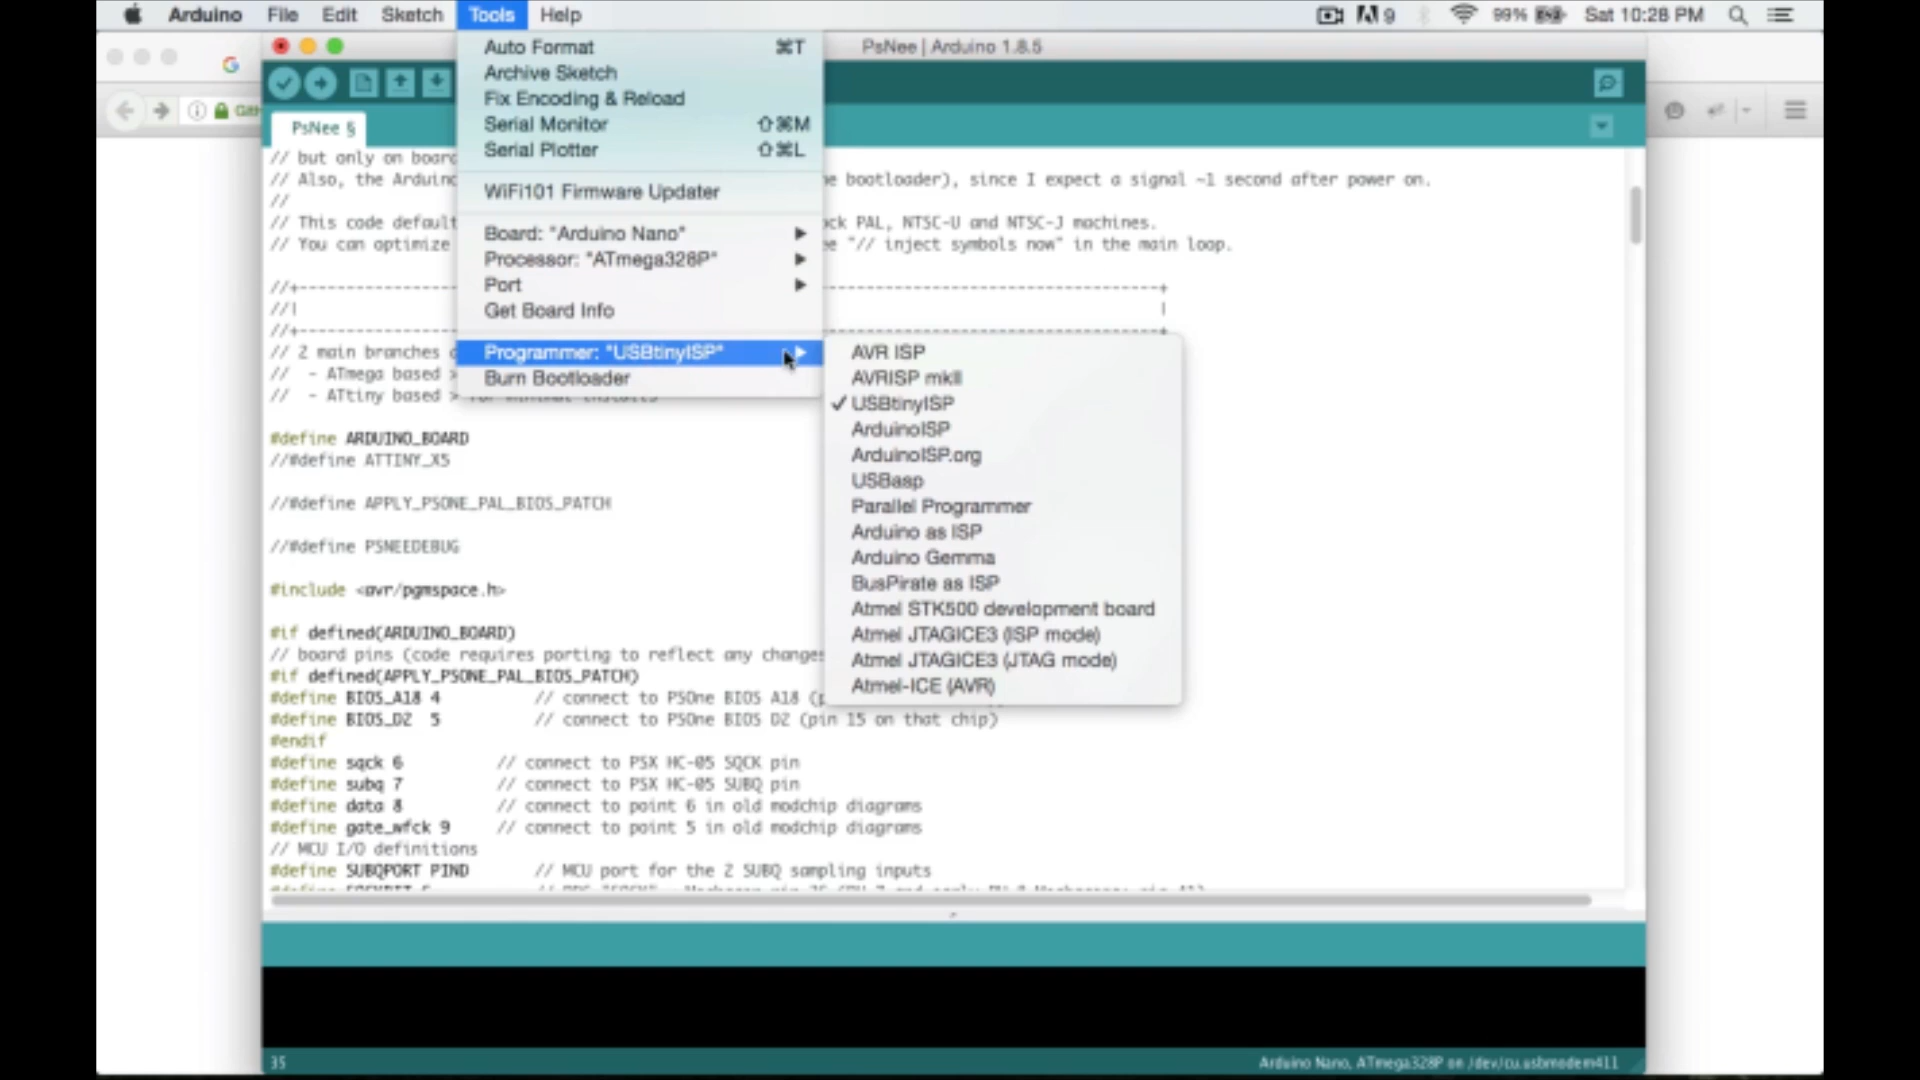 Arduino File Edit Sketch Tools Help
9 99% Sat 10:28 PM
PsNee | Arduino 1.8.5
PsNee §
Auto Format ⌘T
Archive Sketch
Fix Encoding & Reload
Serial Monitor ⇧⌘M
Serial Plotter ⇧⌘L
WiFi101 Firmware Updater
Board: "Arduino Nano"
Processor: "ATmega328P"
Port
Get Board Info
Programmer: "USBtinyISP"
Burn Bootloader
AVR ISP
AVRISP mkII
✓ USBtinyISP
ArduinoISP
ArduinoISP.org
USBasp
Parallel Programmer
Arduino as ISP
Arduino Gemma
BusPirate as ISP
Atmel STK500 development board
Atmel JTAGICE3 (ISP mode)
Atmel JTAGICE3 (JTAG mode)
Atmel-ICE (AVR)
// but only on
// Also, the bootloader), since I expect a signal ~1 second after power on.
//
// This code PAL, NTSC-U and NTSC-J machines.
// You can optimize "// inject symbols now" in the main loop.
//+---------------------------------------------+
//| |
//+---------------------------------------------+
// 2 main branches
// - ATmega based >
// - ATtiny based > for minimal installs
#define ARDUINO_BOARD
//#define ATTINY_X5
//#define APPLY_PSONE_PAL_BIOS_PATCH
//#define PSNEEDEBUG
#include <avr/pgmspace.h>
#if defined(ARDUINO_BOARD)
// board pins (code requires porting to reflect any changes
#if defined(APPLY_PSONE_PAL_BIOS_PATCH)
#define BIOS_A18 4 // connect to PSOne BIOS A18
#define BIOS_D2 5 // connect to PSOne BIOS D2 (pin 15 on that chip)
#endif
#define sqck 6 // connect to PSX HC-05 SQCK pin
#define subq 7 // connect to PSX HC-05 SUBQ pin
#define data 8 // connect to point 6 in old modchip diagrams
#define gate_wfck 9 // connect to point 5 in old modchip diagrams
// MCU I/O definitions
#define SUBQPORT PIND // MCU port for the 2 SUBQ sampling inputs
35
Arduino Nano, ATmega328P on /dev/cu.usbmodem411